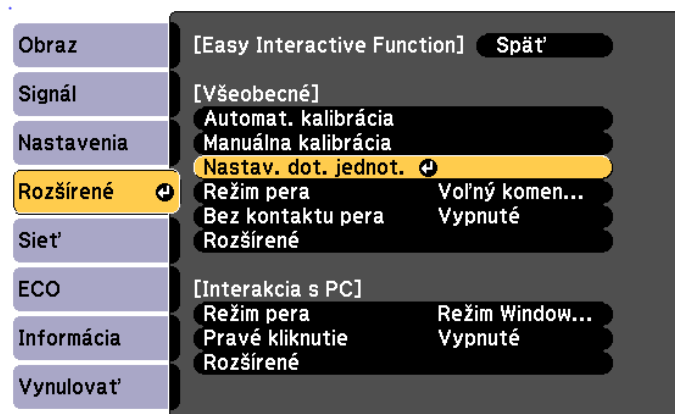 Obraz
Signál
Nastavenia
Rozšírené
Sieť
ECO
Informácia
Vynulovať
[Easy Interactive Function] Späť
[Všeobecné]
Automat. kalibrácia
Manuálna kalibrácia
Nastav. dot. jednot.
Režim pera Voľný komen...
Bez kontaktu pera Vypnuté
Rozšírené
[Interakcia s PC]
Režim pera Režim Window...
Pravé kliknutie Vypnuté
Rozšírené